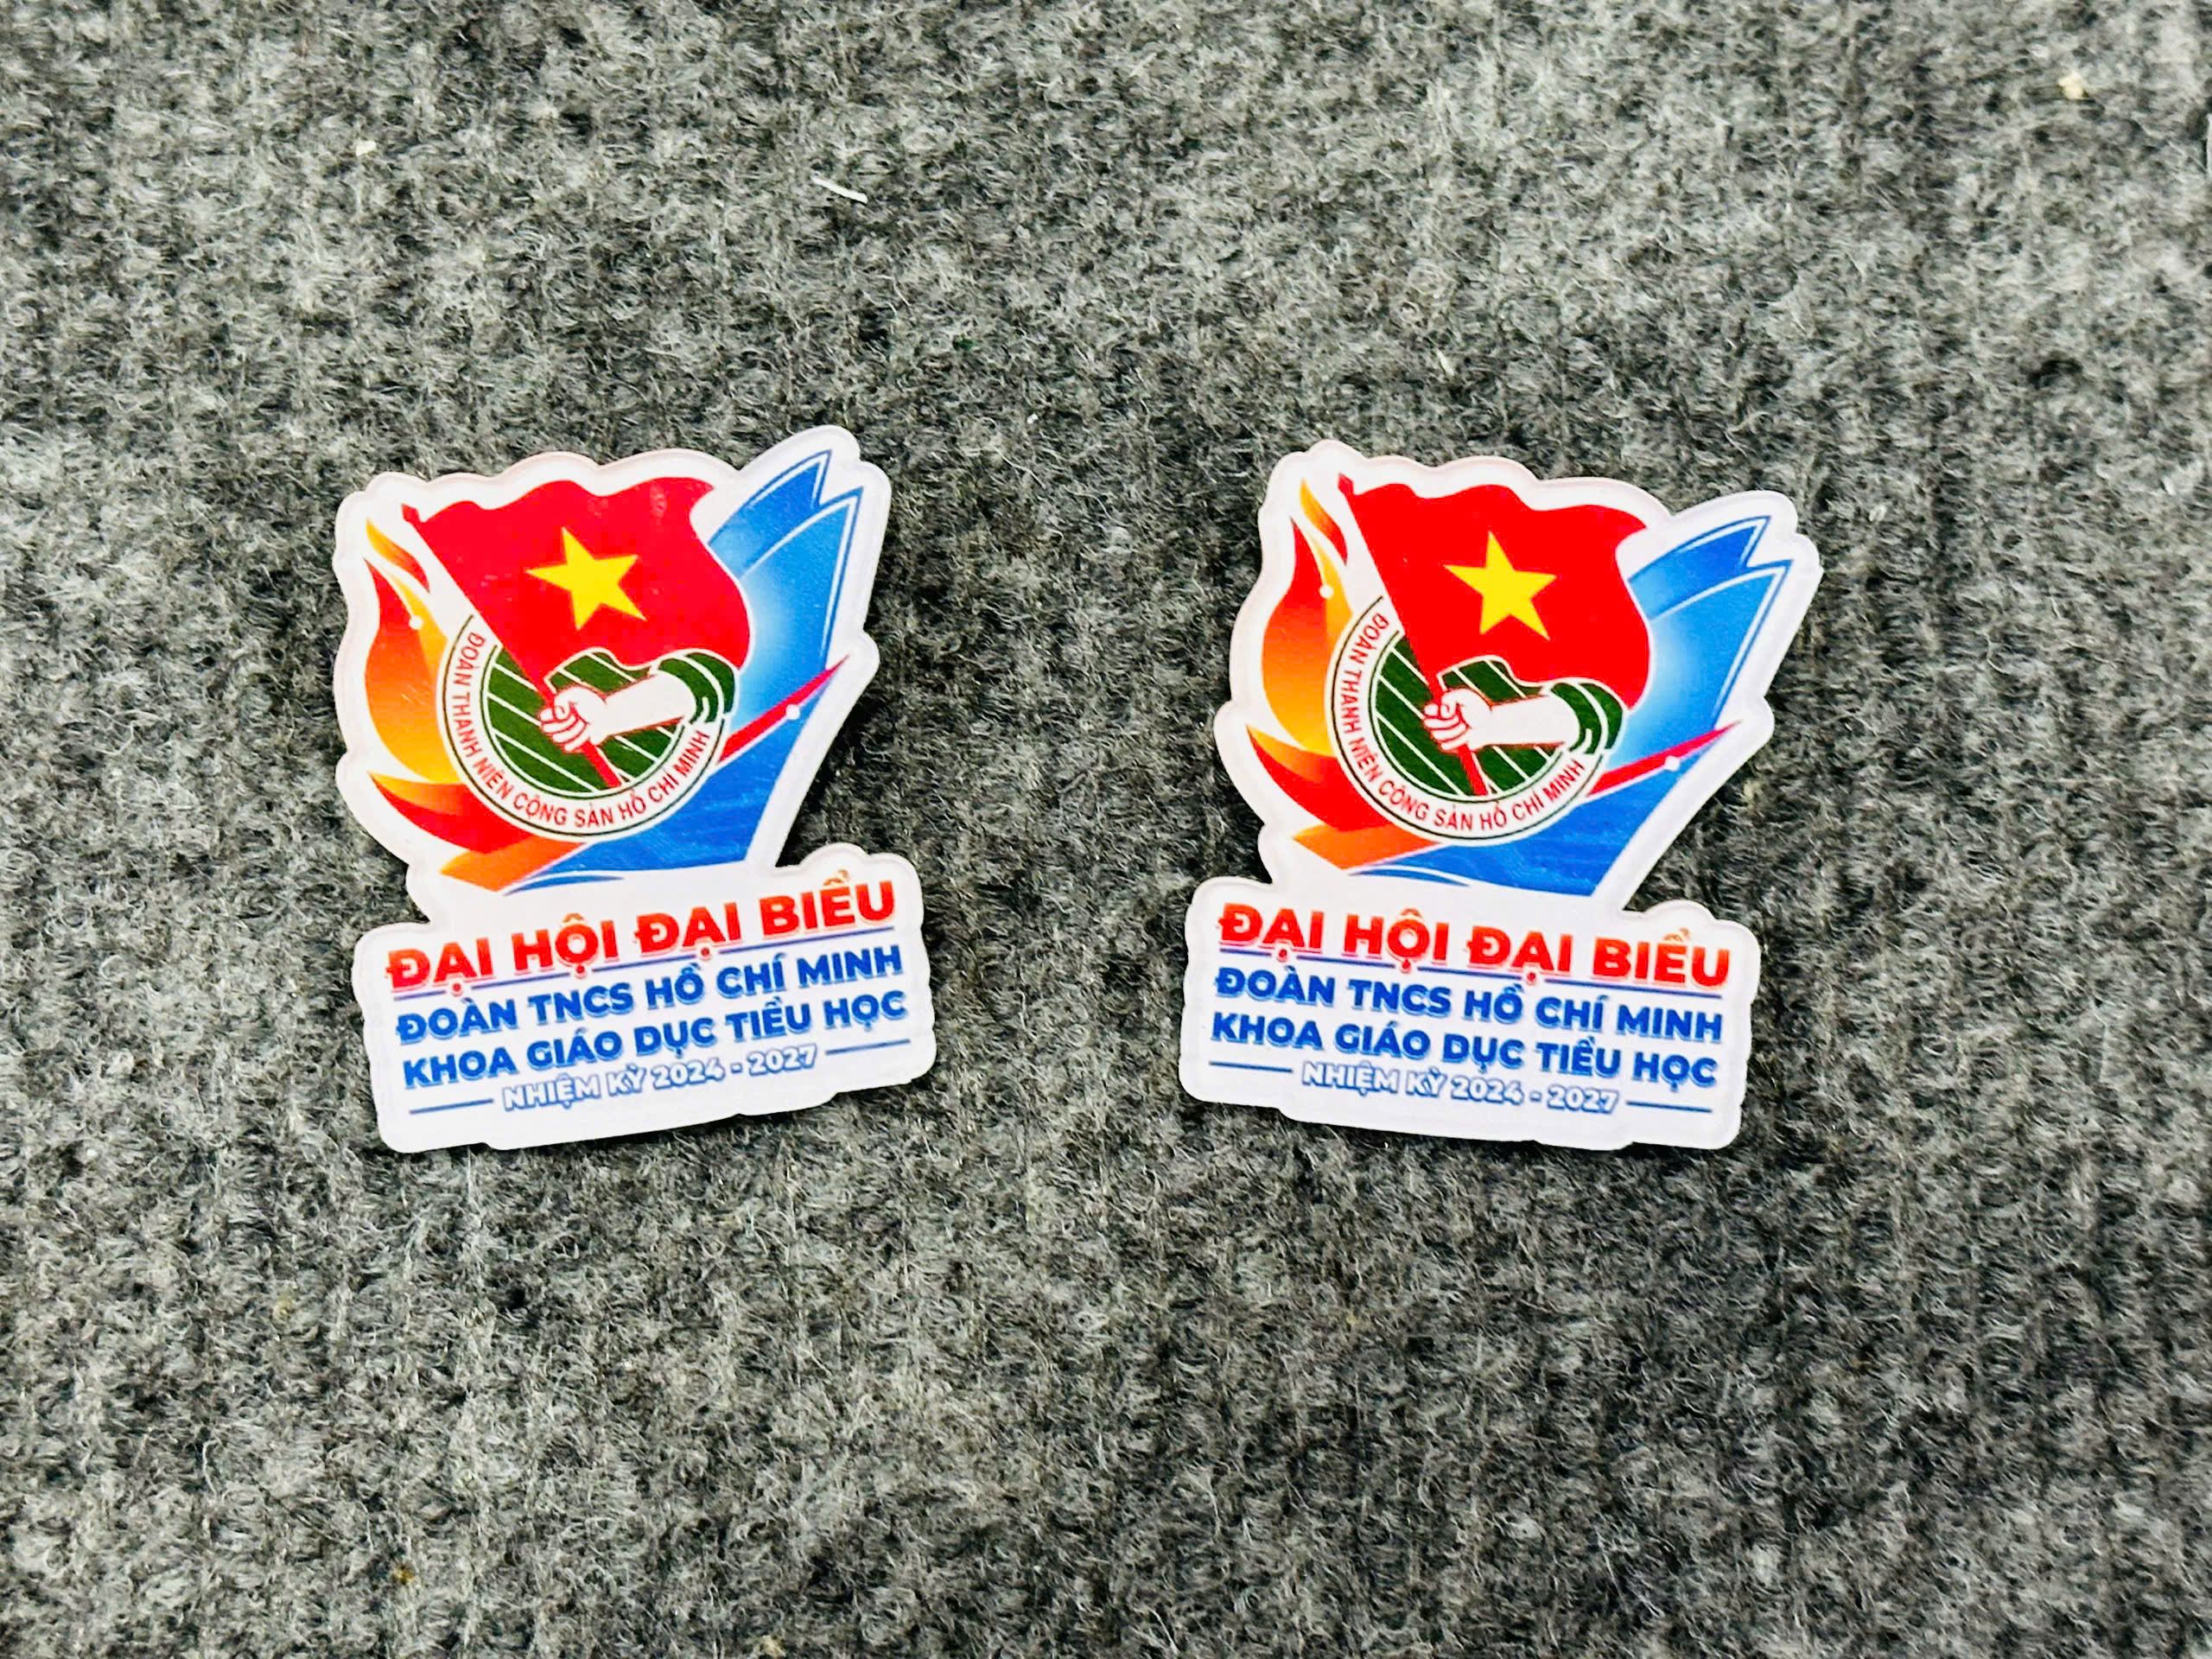 ĐOÀN THANH NIÊN CỘNG SẢN HỒ CHÍ MINH
ĐẠI HỘI ĐẠI BIỂU
ĐOÀN TNCS HỒ CHÍ MINH
KHOA GIÁO DỤC TIỂU HỌC
NHIỆM KỲ 2024 - 2027
ĐOÀN THANH NIÊN CỘNG SẢN HỒ CHÍ MINH
ĐẠI HỘI ĐẠI BIỂU
ĐOÀN TNCS HỒ CHÍ MINH
KHOA GIÁO DỤC TIỂU HỌC
NHIỆM KỲ 2024 - 2027